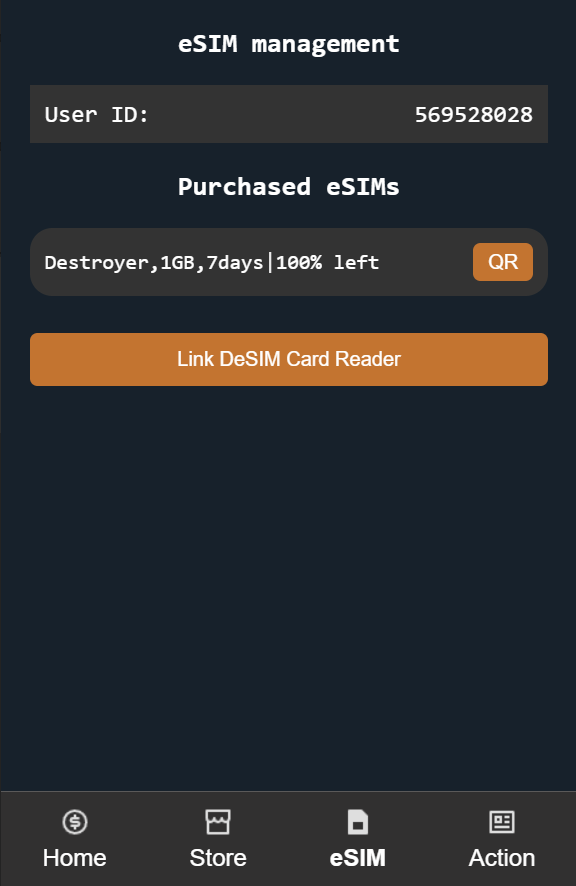 eSIM management
User ID: 569528028
Purchased eSIMs
Destroyer,1GB,7days|100% left QR
Link DeSIM Card Reader
Home Store eSIM Action